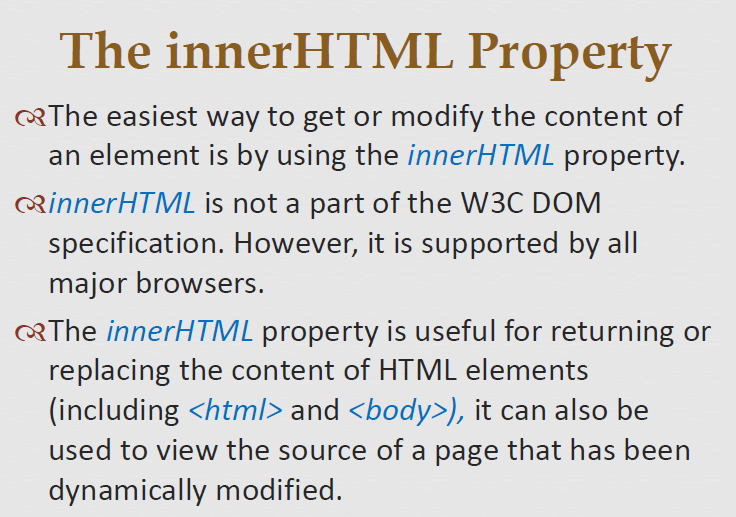 The innerHTML Property
The easiest way to get or modify the content of
an element is by using the innerHTML property.
innerHTML is not a part of the W3C DOM
specification. However, it is supported by all
major browsers.
The innerHTML property is useful for returning or
replacing the content of HTML elements
(including <html> and <body>), it can also be
used to view the source of a page that has been
dynamically modified.